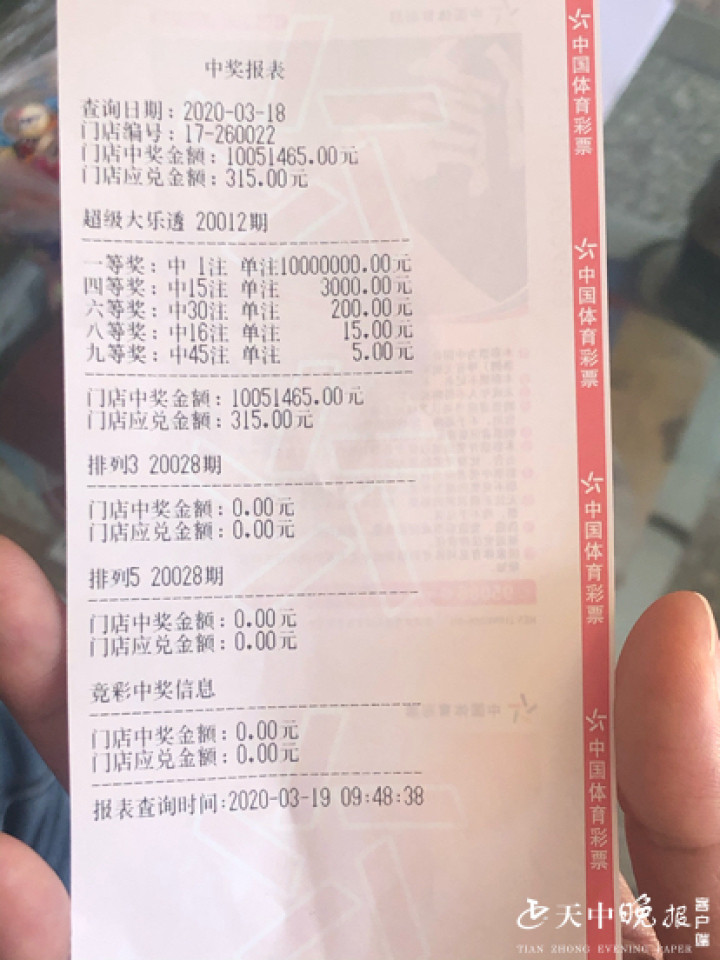 中奖报表
查询日期：2020-03-18
门店编号：17-260022
门店中奖金额：10051465.00元
门店应兑金额：315.00元
超级大乐透 20012期
一等奖：中 1注 单注10000000.00元
四等奖：中15注 单注 3000.00元
六等奖：中30注 单注 200.00元
八等奖：中16注 单注 15.00元
九等奖：中45注 单注 5.00元
门店中奖金额：10051465.00元
门店应兑金额：315.00元
排列3 20028期
门店中奖金额：0.00元
门店应兑金额：0.00元
排列5 20028期
门店中奖金额：0.00元
门店应兑金额：0.00元
竞彩中奖信息
门店中奖金额：0.00元
门店应兑金额：0.00元
报表查询时间:2020-03-19 09:48:38
中国体育彩票
中国体育彩票
中国体育彩票
中国体育彩票
天中晚报
客户端
TIAN ZHONG EVENING PAPER